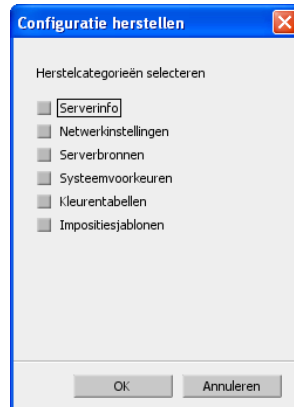 Configuratie herstellen
Herstelcategorieën selecteren
Serverinfo
Netwerkinstellingen
Serverbronnen
Systeemvoorkeuren
Kleurentabellen
Impositiesjablonen
OK Annuleren